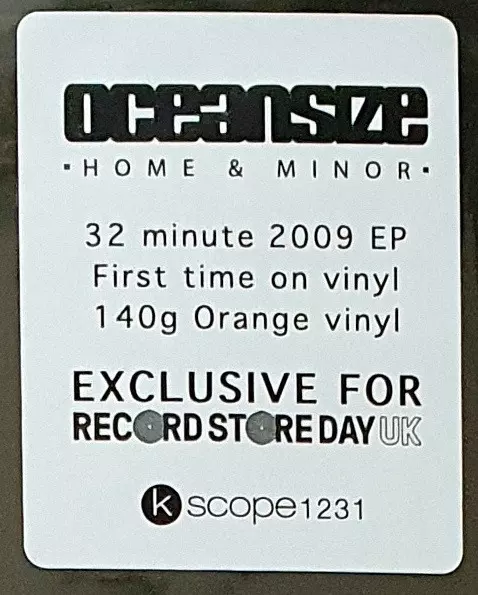 oceansize
·HOME & MINOR·
32 minute 2009 EP
First time on vinyl
140g Orange vinyl
EXCLUSIVE FOR
RECORD STORE DAY UK
kscope1231